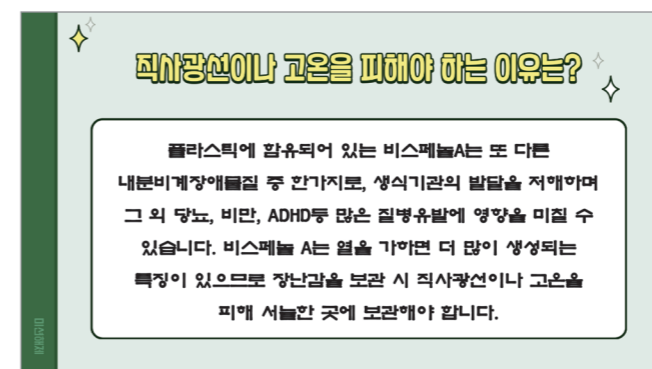 직사광선이나 고온을 피해야 하는 이유는?
플라스틱에 함유되어 있는 비스페놀A는 또 다른
내분비계장애물질 중 한가지로, 생식기관의 발달을 저해하며
그 외 당뇨, 비만, ADHD등 많은 질병유발에 영향을 미칠 수
있습니다. 비스페놀 A는 열을 가하면 더 많이 생성되는
특징이 있으므로 장난감을 보관 시 직사광선이나 고온을
피해 서늘한 곳에 보관해야 합니다.